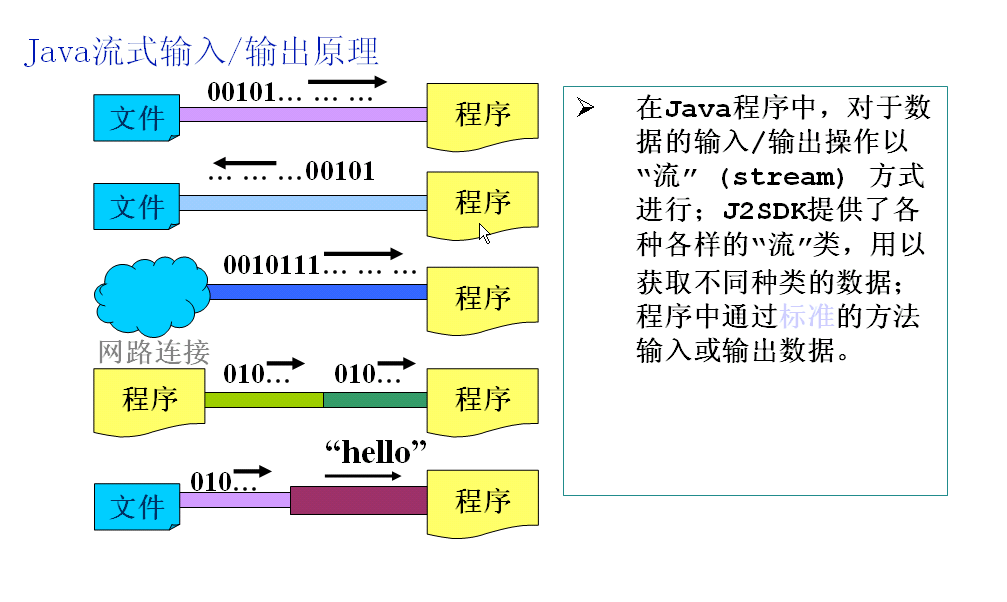 Java流式输入/输出原理
00101… … …
文件
程序
… … …00101
文件
程序
0010111… … …
程序
网路连接
010…
010…
程序
程序
“hello”
010…
文件
程序
➢ 在Java程序中，对于数
据的输入/输出操作以
“流” (stream) 方式
进行；J2SDK提供了各
种各样的“流”类，用以
获取不同种类的数据；
程序中通过标准的方法
输入或输出数据。